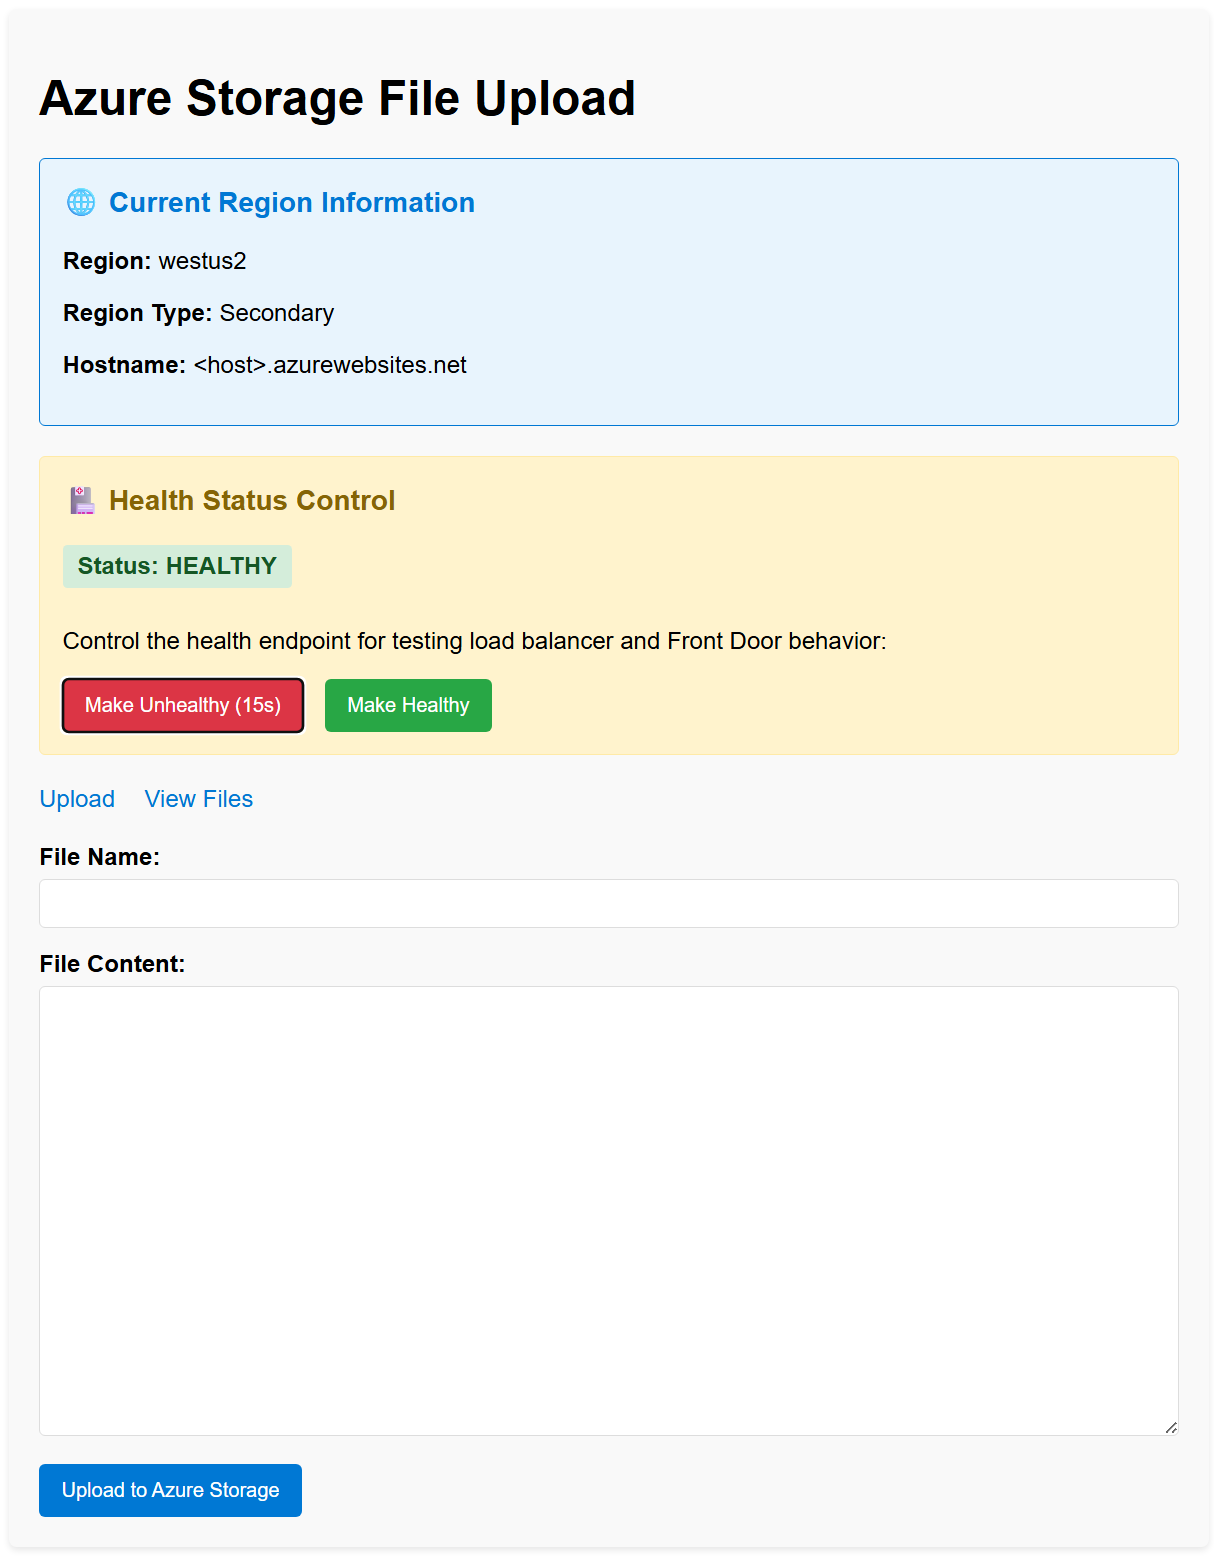 Azure Storage File Upload
Current Region Information
Region: westus2
Region Type: Secondary
Hostname: <host>.azurewebsites.net
Health Status Control
Status: HEALTHY
Control the health endpoint for testing load balancer and Front Door behavior:
Make Unhealthy (15s) Make Healthy
Upload View Files
File Name:
File Content:
Upload to Azure Storage